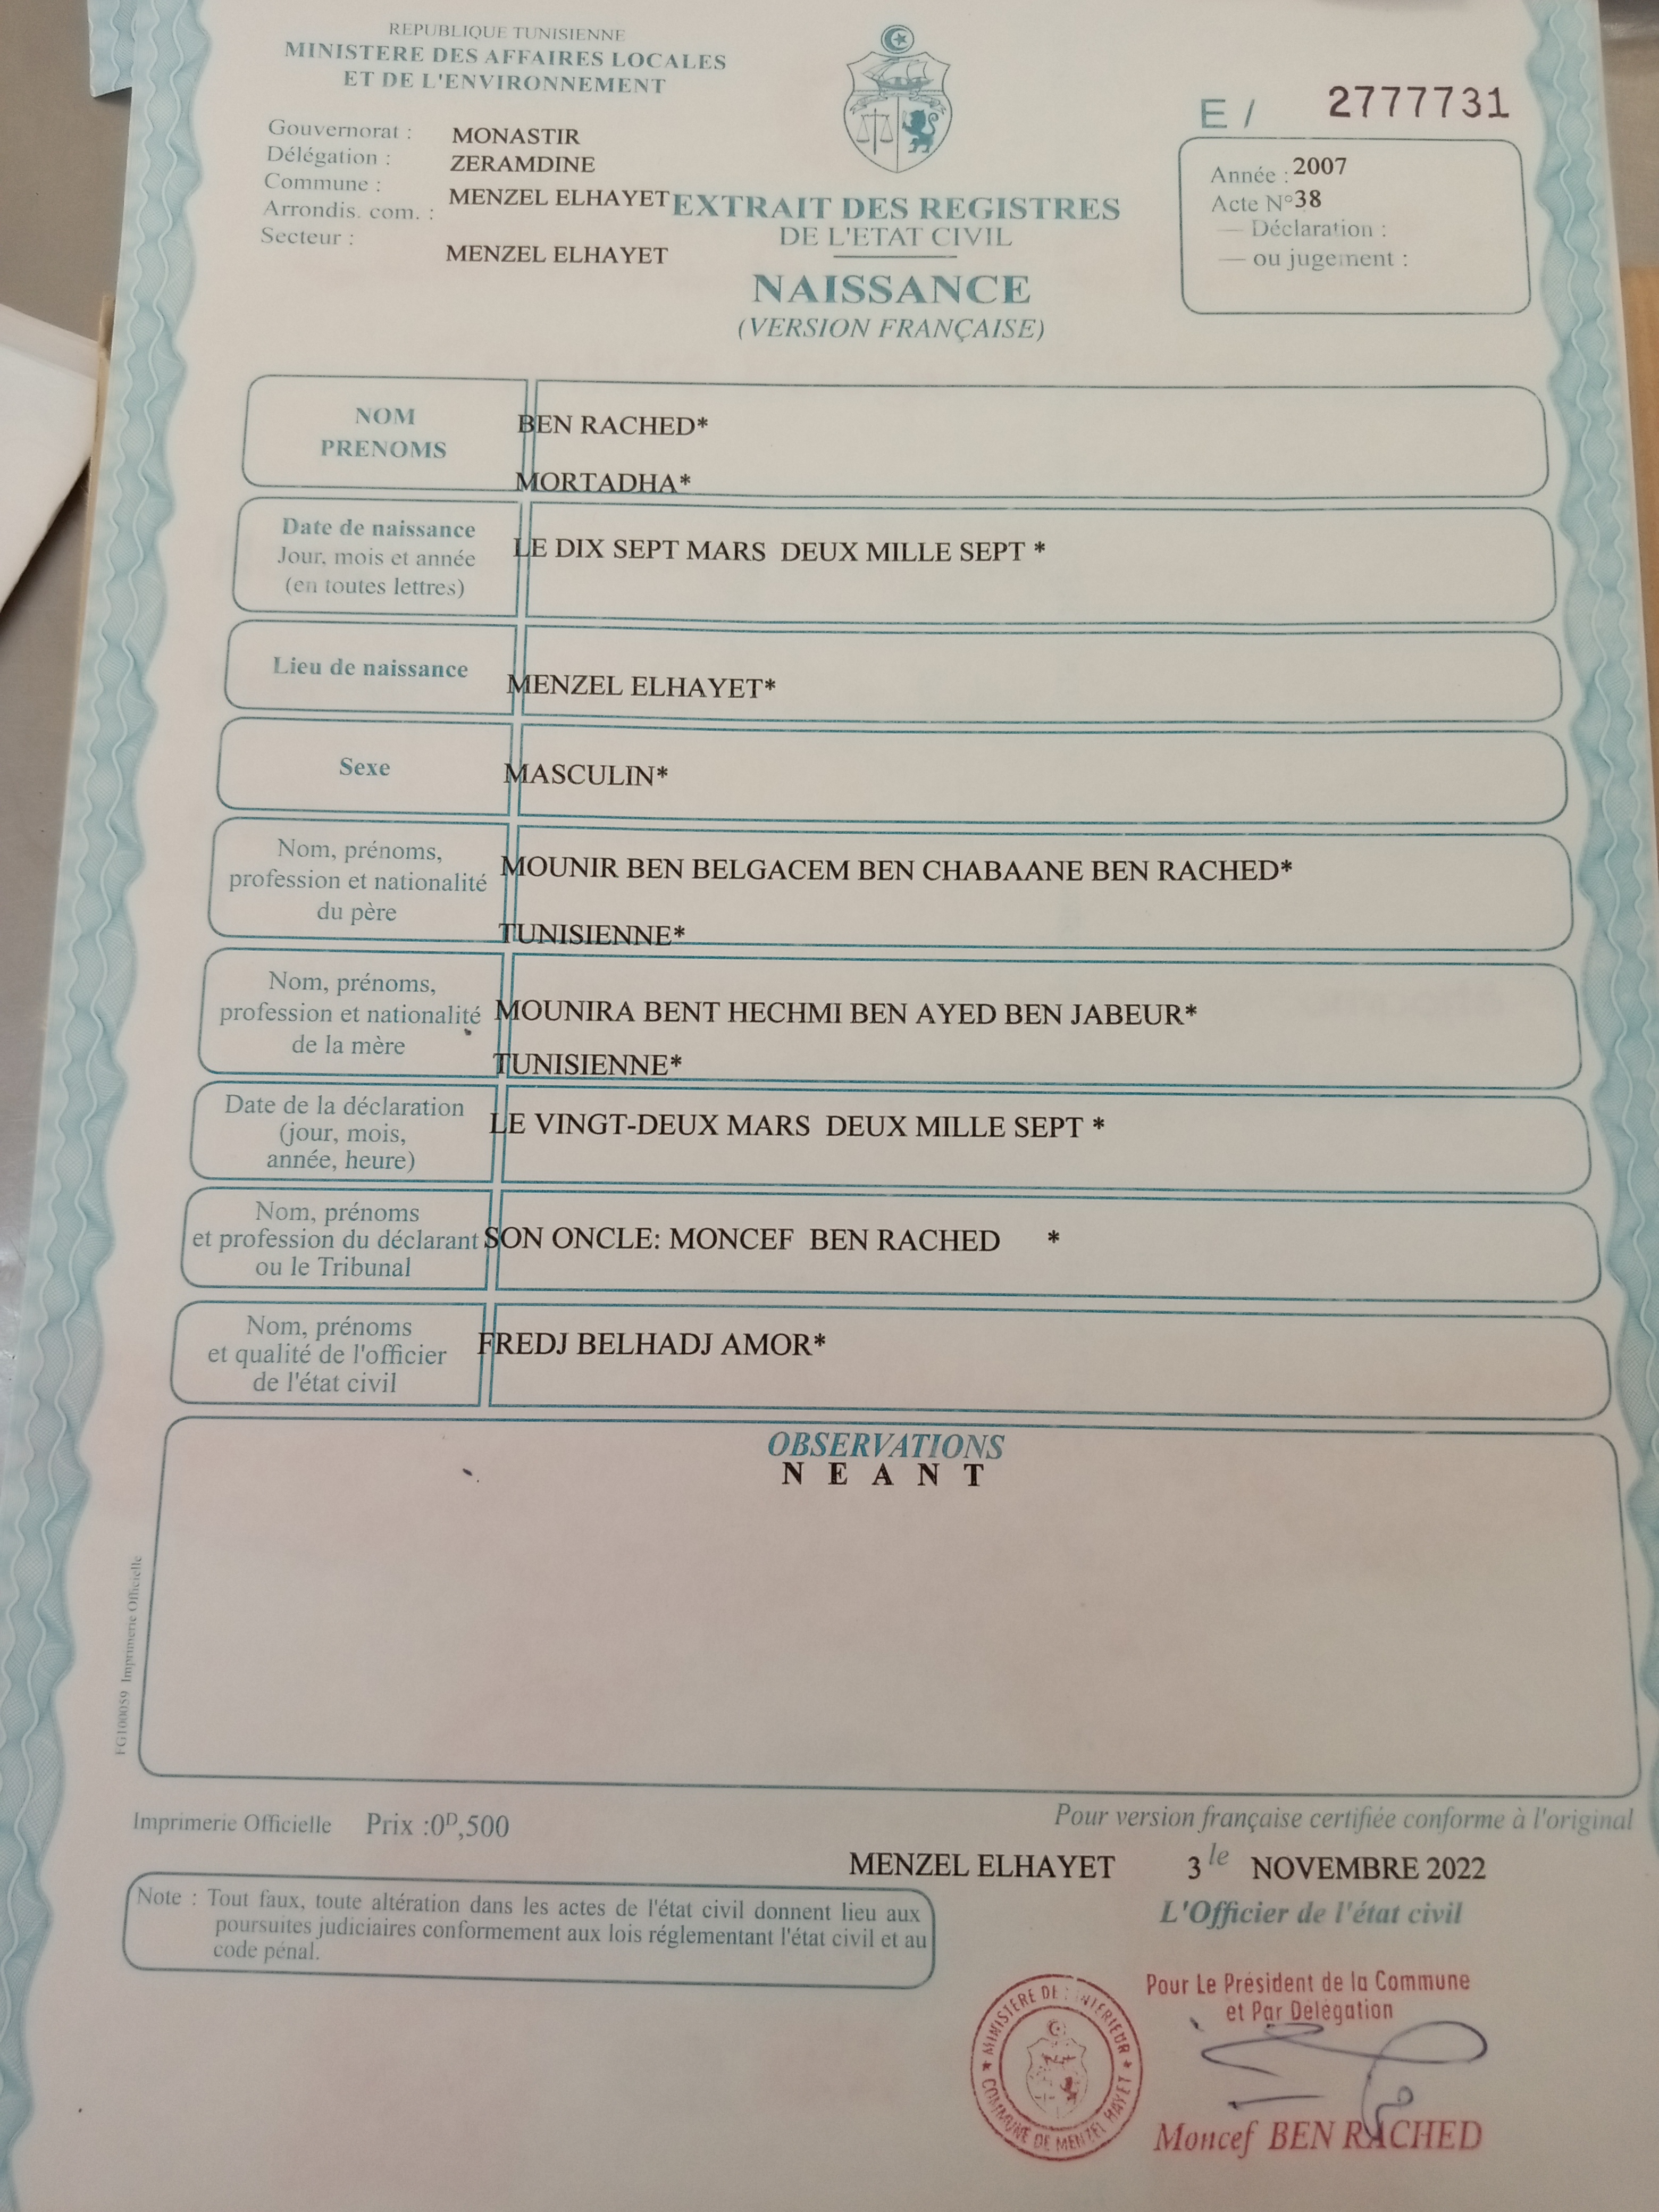 REPUBLIQUE TUNISIENNE
MINISTERE DES AFFAIRES LOCALES
ET DE L'ENVIRONNEMENT
Gouvernorat : MONASTIR
Délégation : ZERAMDINE
Commune : MENZEL ELHAYET
Arrondis. com. :
Secteur : MENZEL ELHAYET
EXTRAIT DES REGISTRES
DE L'ETAT CIVIL
NAISSANCE
(VERSION FRANÇAISE)
E / 2777731
Année : 2007
Acte N° 38
— Déclaration :
— ou jugement :
NOM
PRENOMS
BEN RACHED*
MORTADHA*
Date de naissance
Jour, mois et année
(en toutes lettres)
LE DIX SEPT MARS DEUX MILLE SEPT *
Lieu de naissance
MENZEL ELHAYET*
Sexe
MASCULIN*
Nom, prénoms,
profession et nationalité
du père
MOUNIR BEN BELGACEM BEN CHABAANE BEN RACHED*
TUNISIENNE*
Nom, prénoms,
profession et nationalité
de la mère
MOUNIRA BENT HECHMI BEN AYED BEN JABEUR*
TUNISIENNE*
Date de la déclaration
(jour, mois,
année, heure)
LE VINGT-DEUX MARS DEUX MILLE SEPT *
Nom, prénoms
et profession du déclarant
ou le Tribunal
SON ONCLE: MONCEF BEN RACHED *
Nom, prénoms
et qualité de l'officier
de l'état civil
FREDJ BELHADJ AMOR*
OBSERVATIONS
N E A N T
FG100059 Imprimerie Officielle
Imprimerie Officielle Prix :0D,500
Pour version française certifiée conforme à l'original
MENZEL ELHAYET 3 le NOVEMBRE 2022
L'Officier de l'état civil
Note : Tout faux, toute altération dans les actes de l'état civil donnent lieu aux
poursuites judiciaires conformement aux lois réglementant l'état civil et au
code pénal.
Pour Le Président de la Commune
et Par Délégation
MINISTERE DE L'INTERIEUR
COMMUNE DE MENZEL HAYET
Moncef BEN RACHED